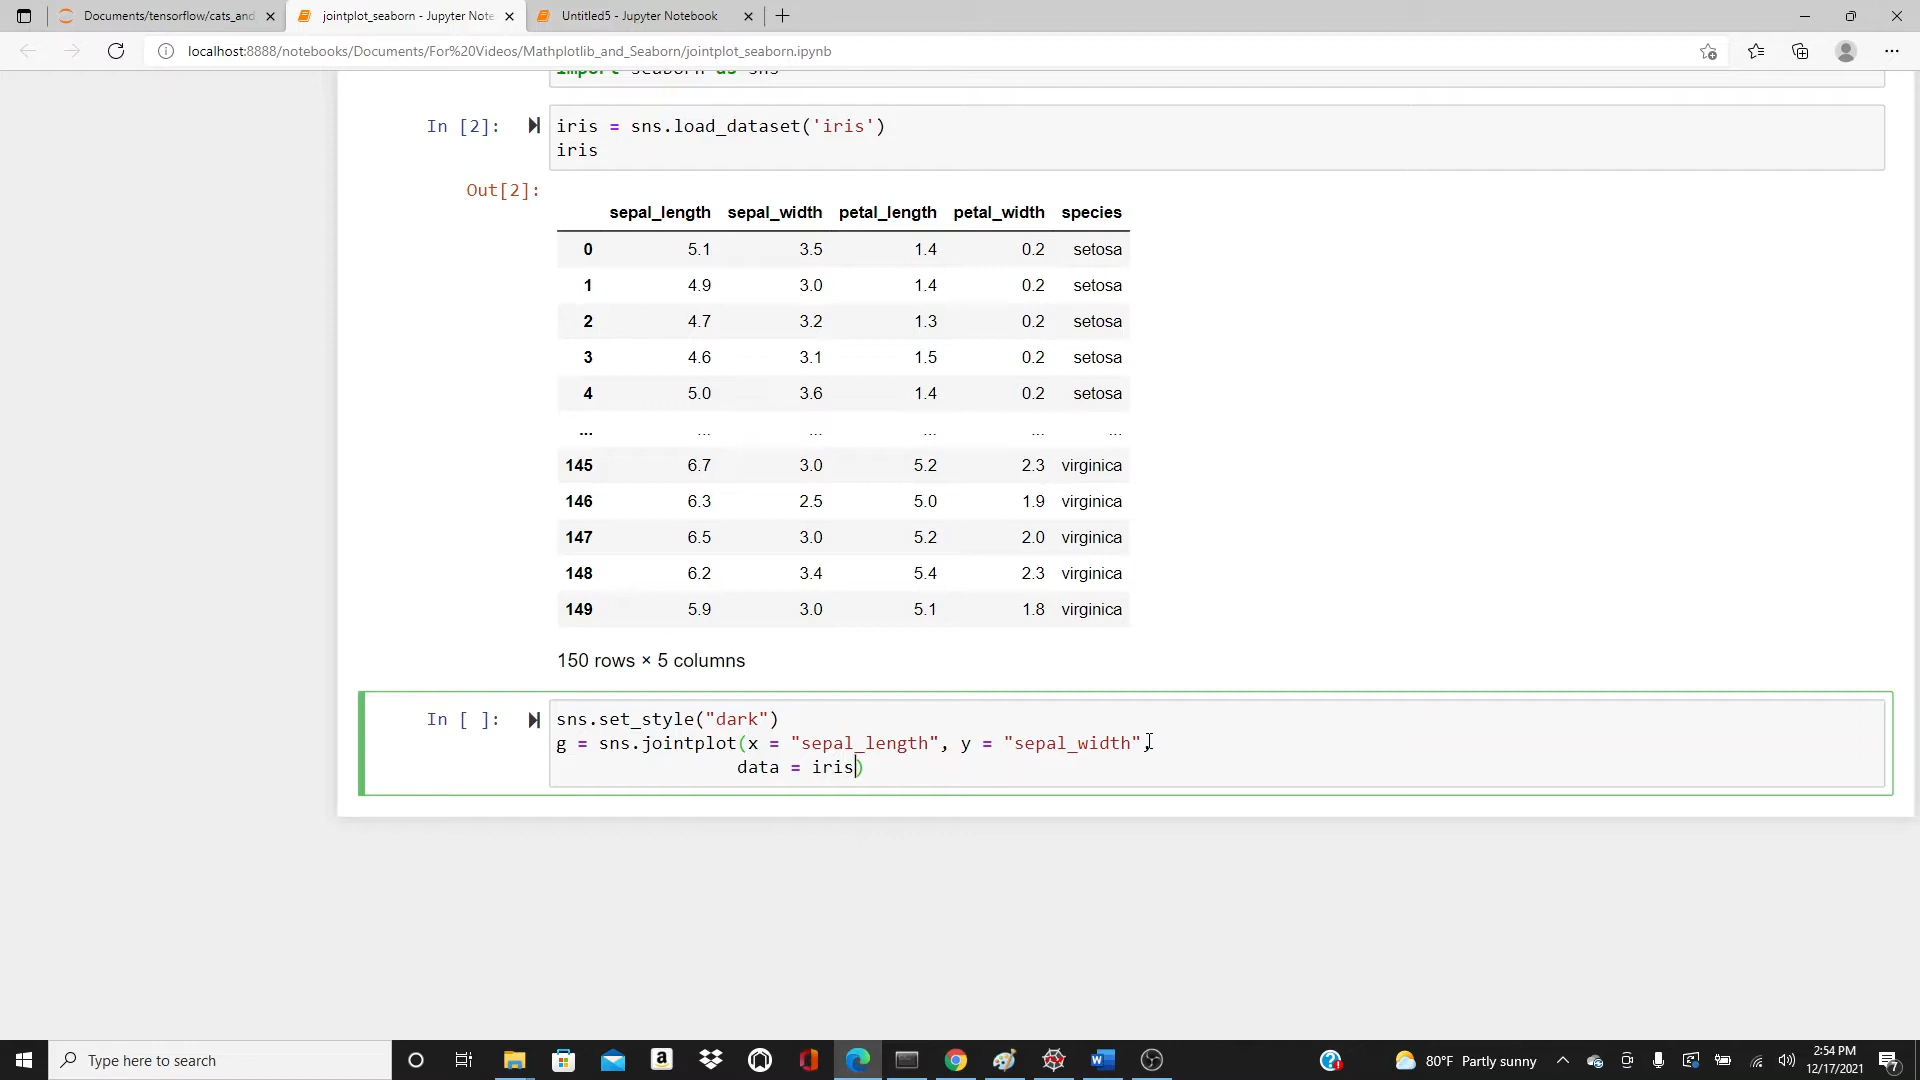 Documents/tensorflow/cats_and
jointplot_seaborn - Jupyter Note
Untitled5 - Jupyter Notebook
localhost:8888/notebooks/Documents/For%20Videos/Mathplotlib_and_Seaborn/jointplot_seaborn.ipynb
import seaborn as sns
In [2]:
iris = sns.load_dataset('iris')
iris
Out[2]:
sepal_length sepal_width petal_length petal_width species
0 5.1 3.5 1.4 0.2 setosa
1 4.9 3.0 1.4 0.2 setosa
2 4.7 3.2 1.3 0.2 setosa
3 4.6 3.1 1.5 0.2 setosa
4 5.0 3.6 1.4 0.2 setosa
... ... ... ... ... ...
145 6.7 3.0 5.2 2.3 virginica
146 6.3 2.5 5.0 1.9 virginica
147 6.5 3.0 5.2 2.0 virginica
148 6.2 3.4 5.4 2.3 virginica
149 5.9 3.0 5.1 1.8 virginica
150 rows × 5 columns
In [ ]:
sns.set_style("dark")
g = sns.jointplot(x = "sepal_length", y = "sepal_width",
data = iris)
Type here to search
80°F Partly sunny
2:54 PM
12/17/2021
7